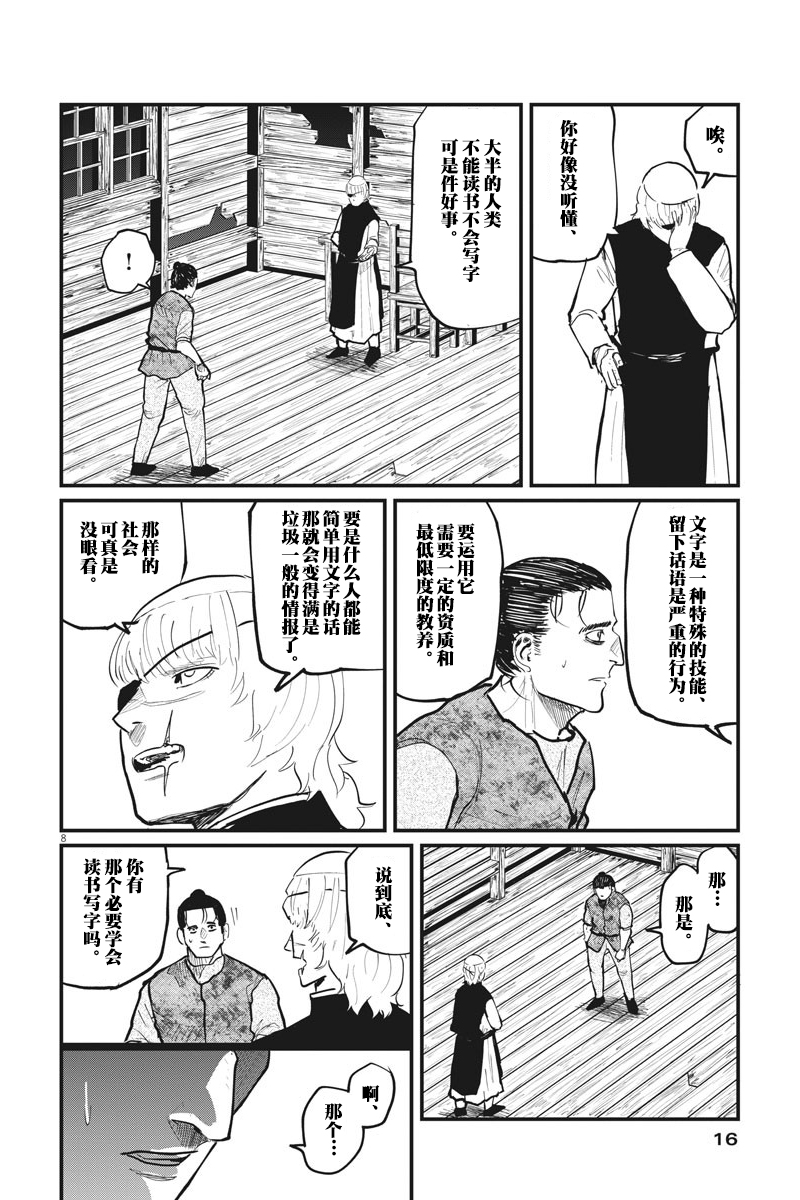 唉。
你好像没听懂、
大半的人类
不能读书不会写字
可是件好事。
！
文字是一种特殊的技能、
留下话语是严重的行为。
要运用它
需要一定的资质和
最低限度的教养。
要是什么人都能
简单用文字的话
那就会变得满是
垃圾一般的情报了。
那样的
社会
可真是
没眼看。
8
那…
那是。
说到底、
你有
那个必要学会
读书写字吗。
啊、
那个…
16